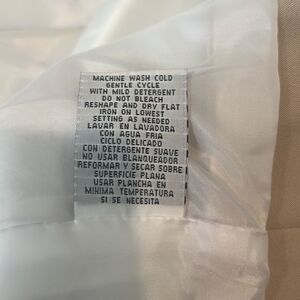 MACHINE WASH COLD
GENTLE CYCLE
WITH MILD DETERGENT
DO NOT BLEACH
RESHAPE AND DRY FLAT
IRON ON LOWEST
SETTING AS NEEDED
LAVAR EN LAVADORA
CON AGUA FRIA
CICLO DELICADO
CON DETERGENTE SUAVE
NO USAR BLANQUEADOR
REFORMAR Y SECAR SOBRE
SUPERFICIE PLANA
USAR PLANCHA EN
MINIMA TEMPERATURA
SI SE NECESITA